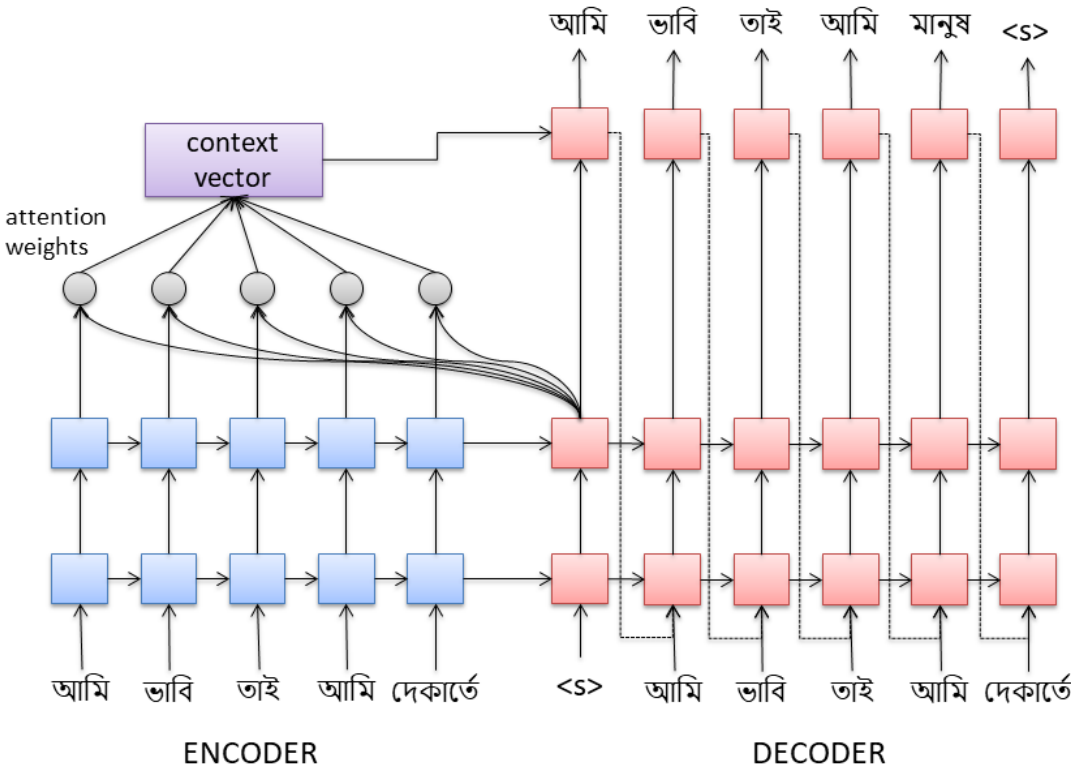 আমি ভাবি তাই আমি মানুষ <s>
context
vector
attention
weights
আমি ভাবি তাই আমি দেকার্তে <s> আমি ভাবি তাই আমি দেকার্তে
ENCODER DECODER